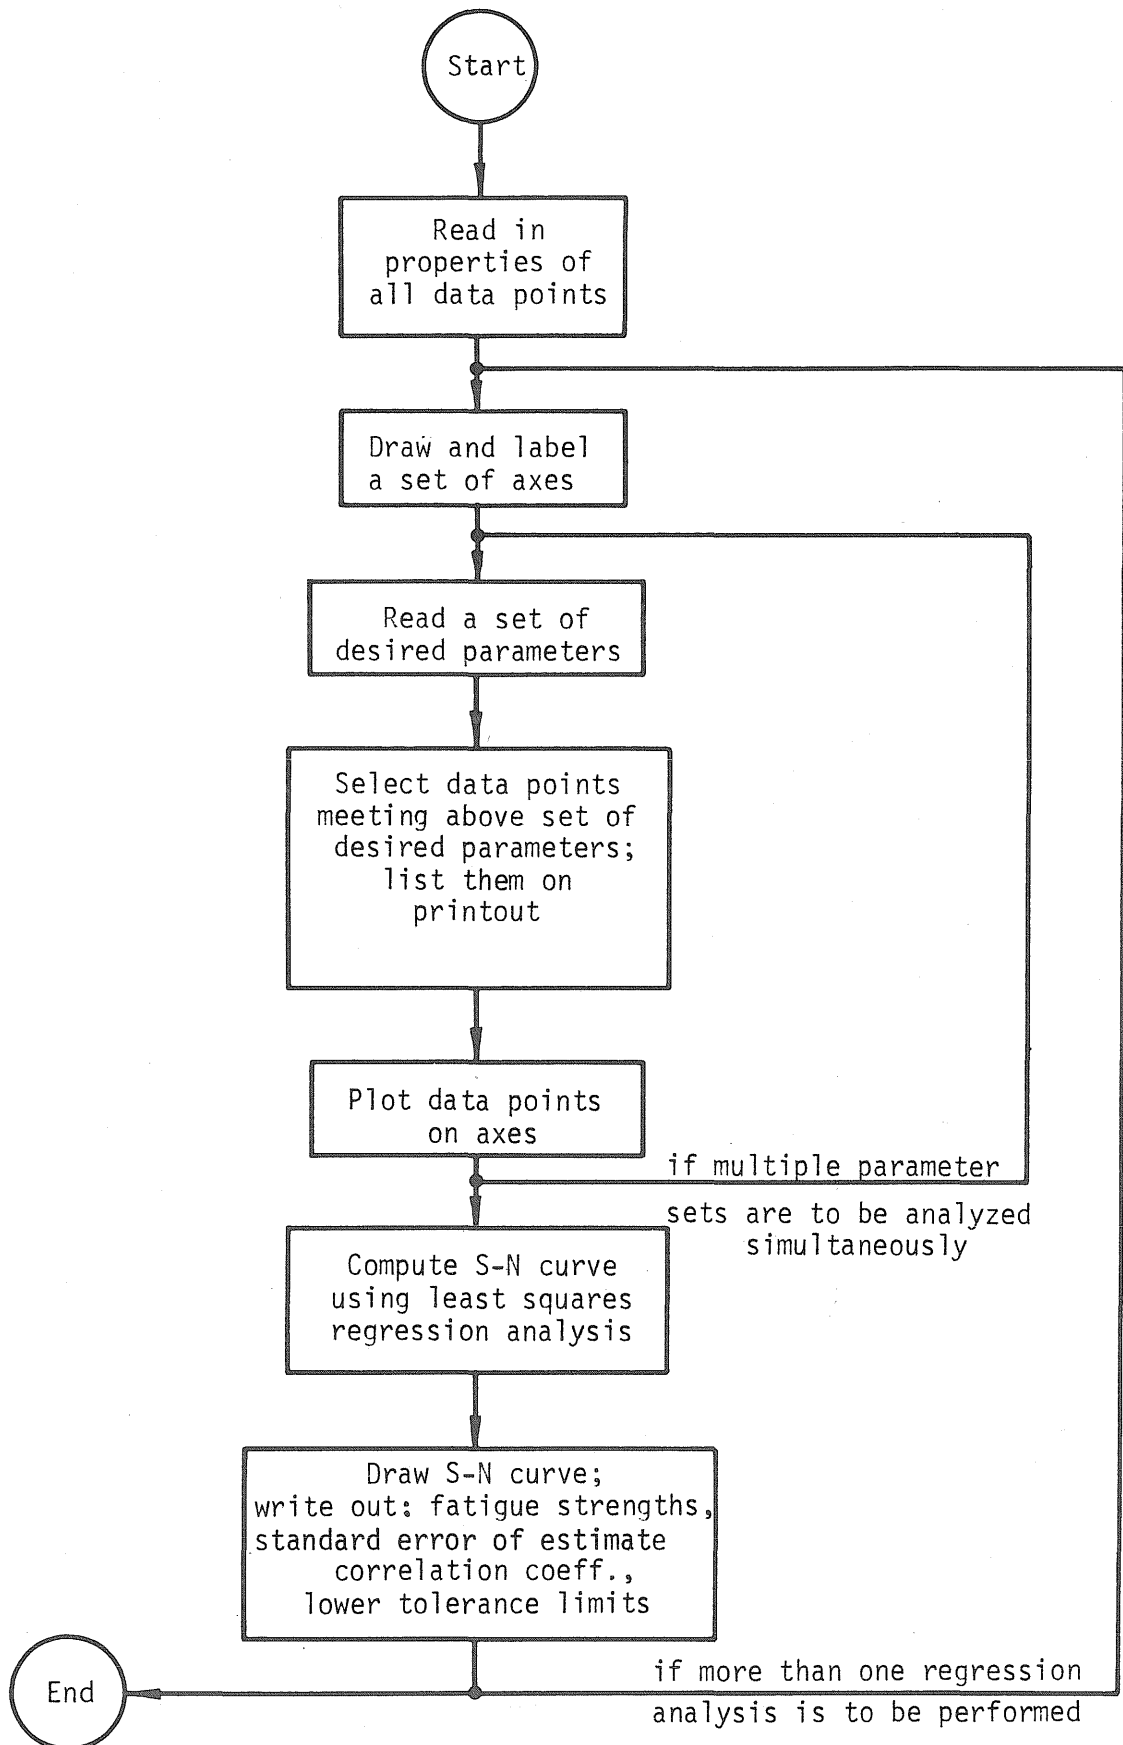 Start
Read in
properties of
all data points
Draw and label
a set of axes
Read a set of
desired parameters
Select data points
meeting above set of
desired parameters;
list them on
printout
Plot data points
on axes
if multiple parameter
sets are to be analyzed
simultaneously
Compute S-N curve
using least squares
regression analysis
Draw S-N curve;
write out: fatigue strengths,
standard error of estimate
correlation coeff.,
lower tolerance limits
End
if more than one regression
analysis is to be performed